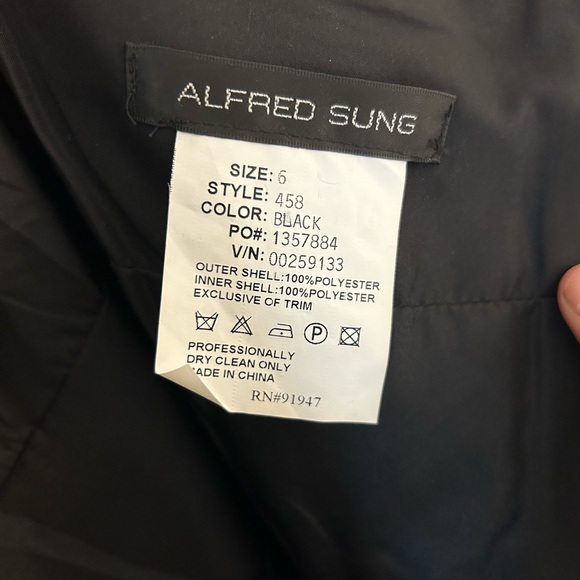 ALFRED SUNG
SIZE: 6
STYLE: 458
COLOR: BLACK
PO#: 1357884
V/N: 00259133
OUTER SHELL:100%POLYESTER
INNER SHELL:100%POLYESTER
EXCLUSIVE OF TRIM
P
PROFESSIONALLY
DRY CLEAN ONLY
MADE IN CHINA
RN#91947